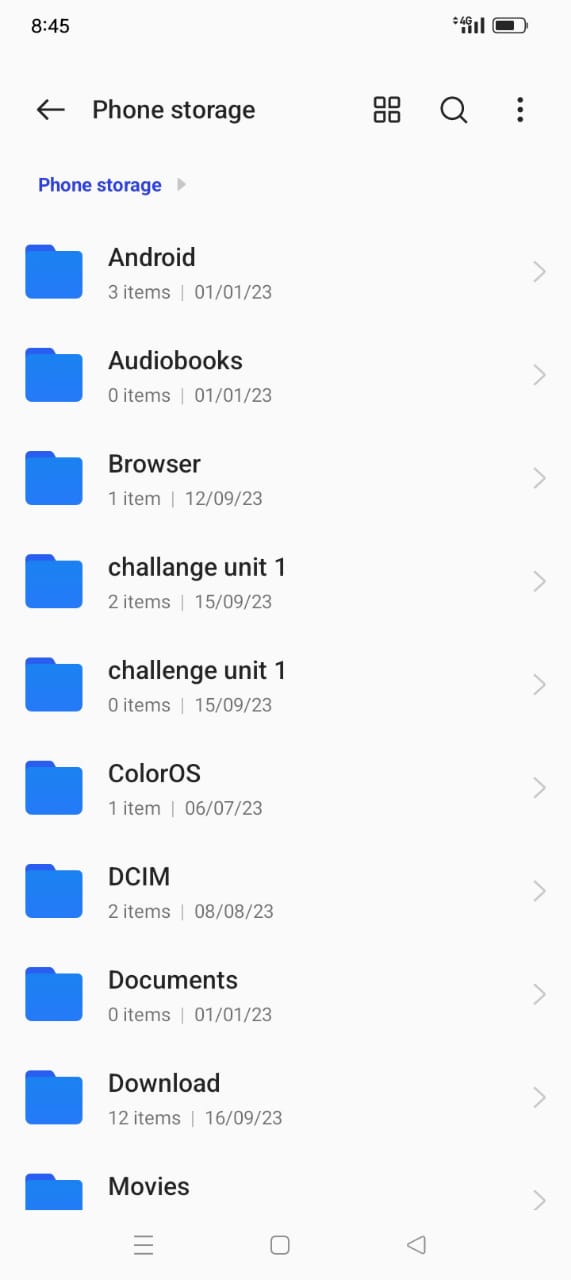 8:45
4G
Phone storage
Phone storage
Android
3 items | 01/01/23
Audiobooks
0 items | 01/01/23
Browser
1 item | 12/09/23
challange unit 1
2 items | 15/09/23
challenge unit 1
0 items | 15/09/23
ColorOS
1 item | 06/07/23
DCIM
2 items | 08/08/23
Documents
0 items | 01/01/23
Download
12 items | 16/09/23
Movies